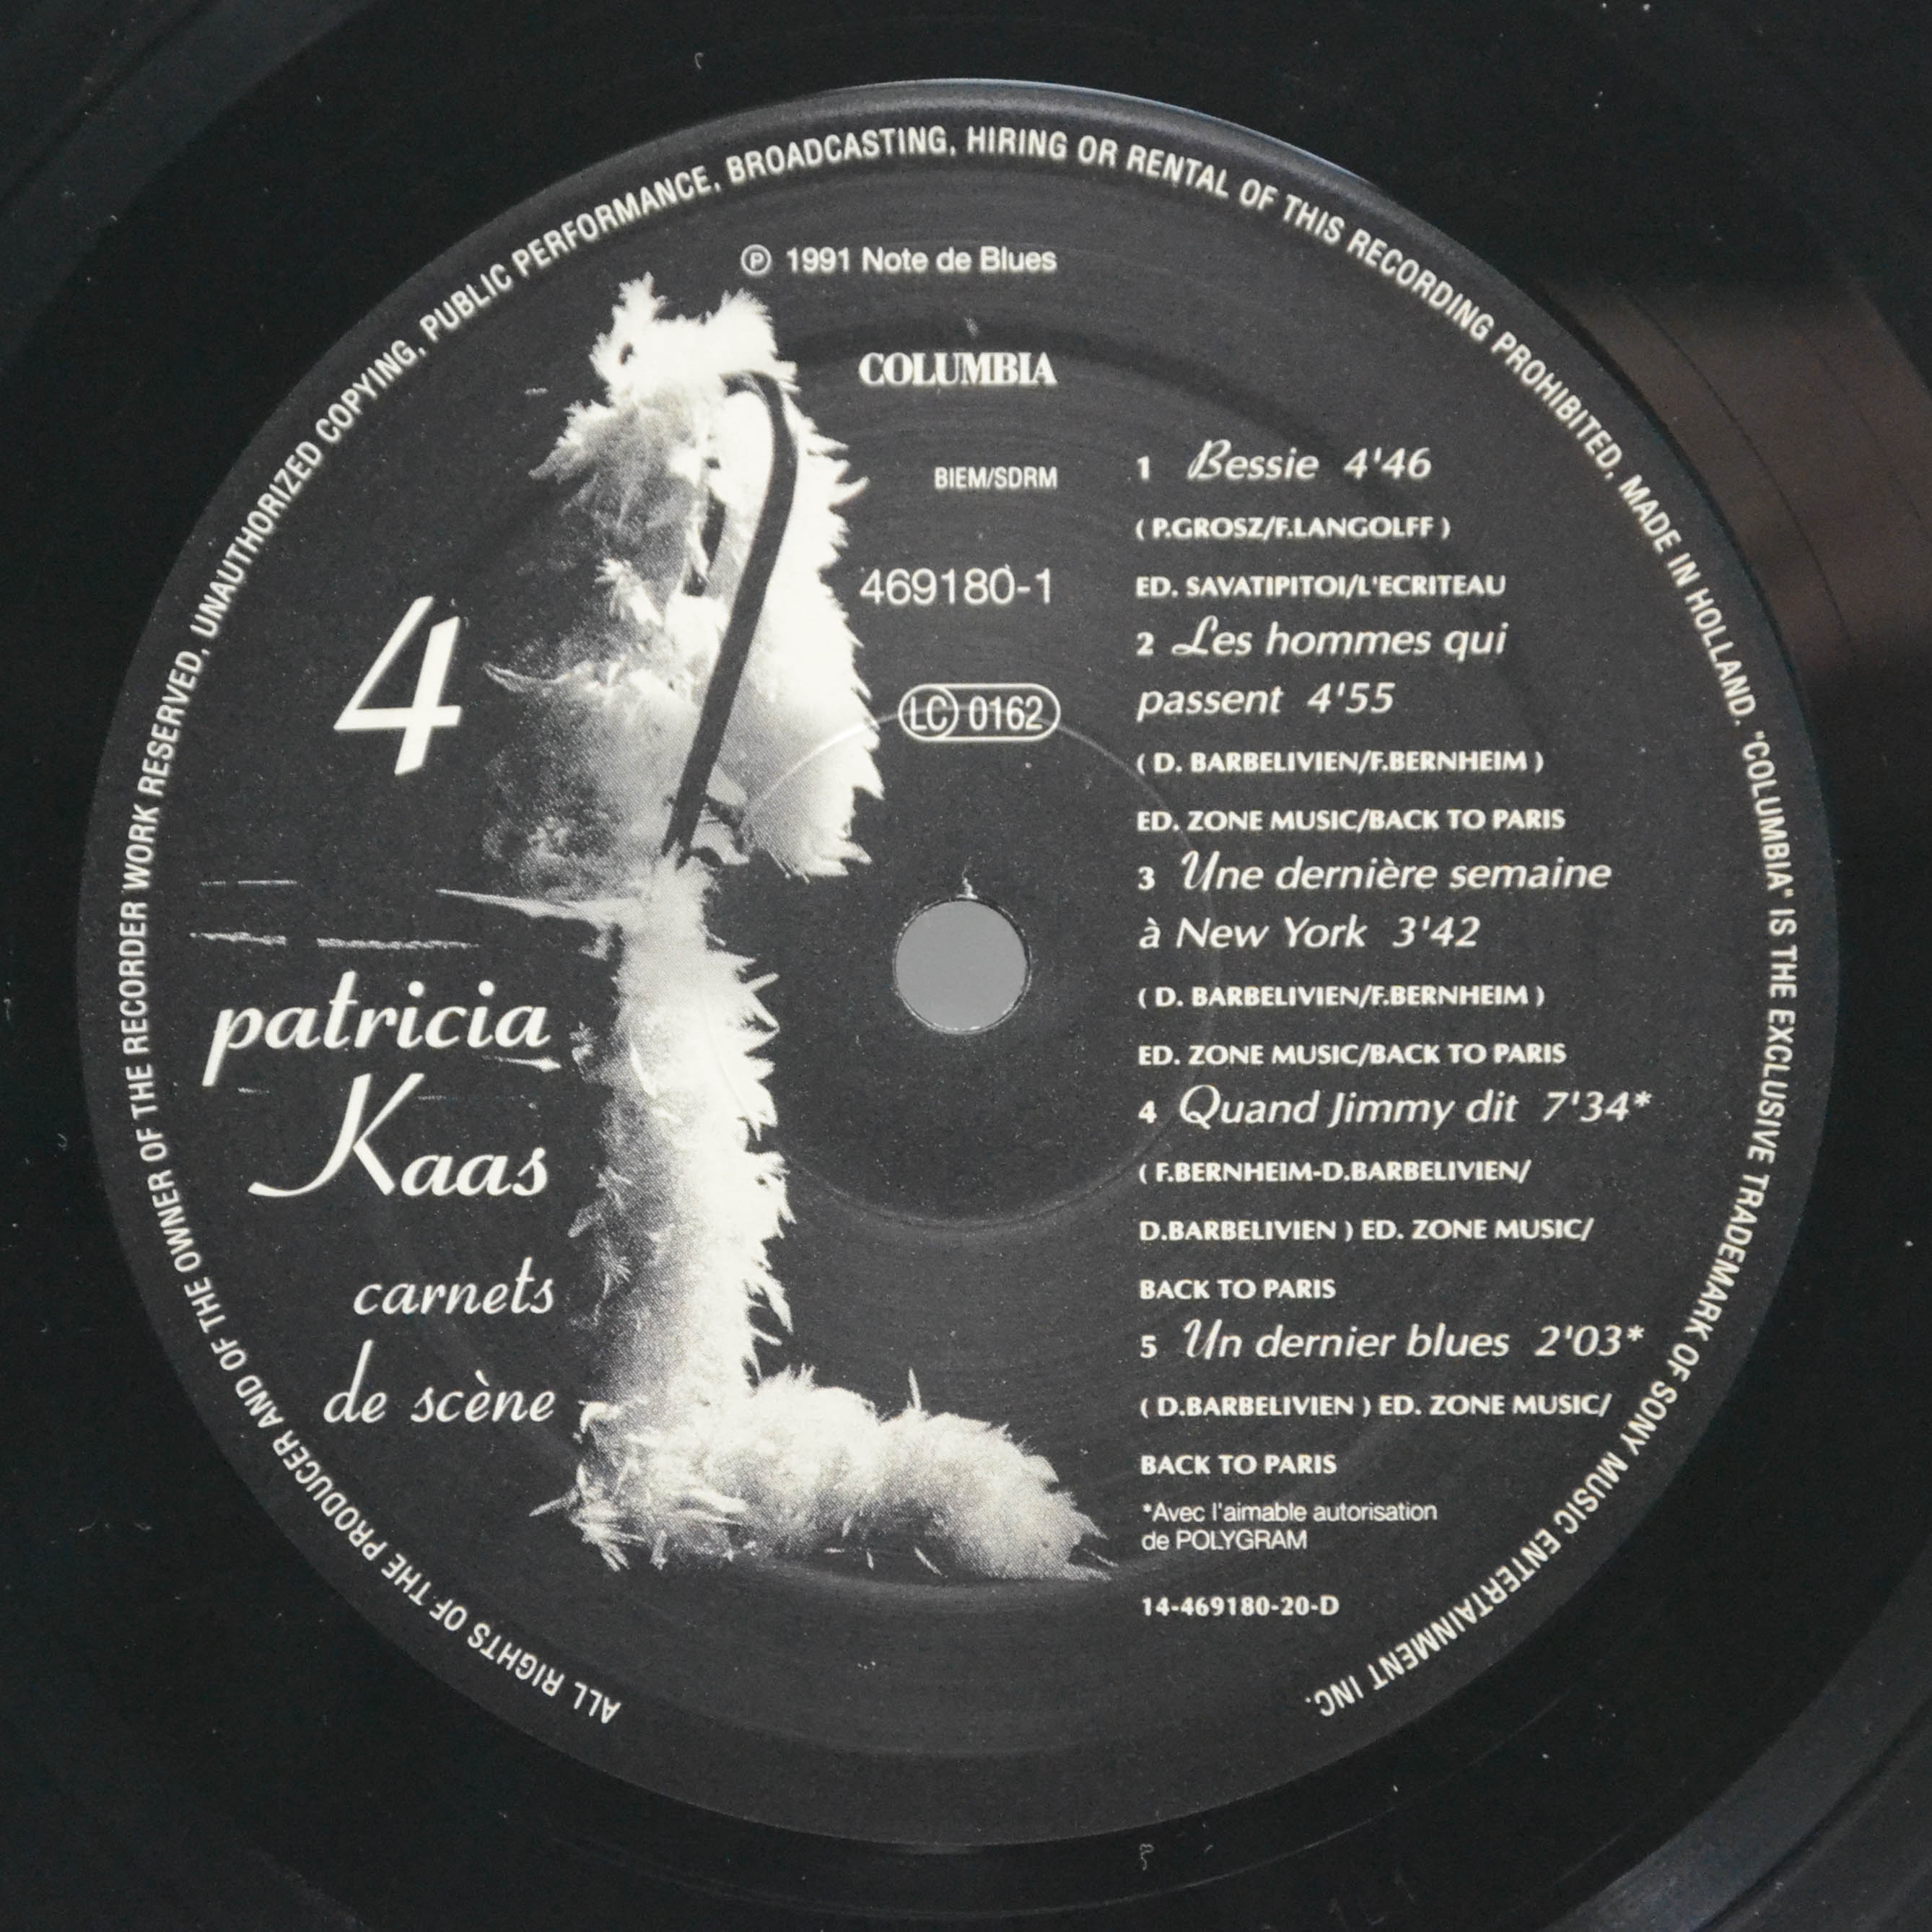 ALL RIGHTS OF THE PRODUCER AND OF THE OWNER OF THE RECORDER WORK RESERVED, UNAUTHORIZED COPYING, PUBLIC PERFORMANCE, BROADCASTING, HIRING OR RENTAL OF THIS RECORDING PROHIBITED, MADE IN HOLLAND. "COLUMBIA" IS THE EXCLUSIVE TRADEMARK OF SONY MUSIC ENTERTAINMENT INC.
Ⓟ 1991 Note de Blues
COLUMBIA
BIEM/SDRM
469180-1
LC 0162
4
patricia
Kaas
carnets
de scène
1 Bessie 4'46
( P.GROSZ/F.LANGOLFF )
ED. SAVATIPITOI/L'ECRITEAU
2 Les hommes qui
passent 4'55
( D. BARBELIVIEN/F.BERNHEIM )
ED. ZONE MUSIC/BACK TO PARIS
3 Une dernière semaine
à New York 3'42
( D. BARBELIVIEN/F.BERNHEIM )
ED. ZONE MUSIC/BACK TO PARIS
4 Quand Jimmy dit 7'34*
( F.BERNHEIM-D.BARBELIVIEN/
D.BARBELIVIEN ) ED. ZONE MUSIC/
BACK TO PARIS
5 Un dernier blues 2'03*
( D.BARBELIVIEN ) ED. ZONE MUSIC/
BACK TO PARIS
*Avec l'aimable autorisation
de POLYGRAM
14-469180-20-D